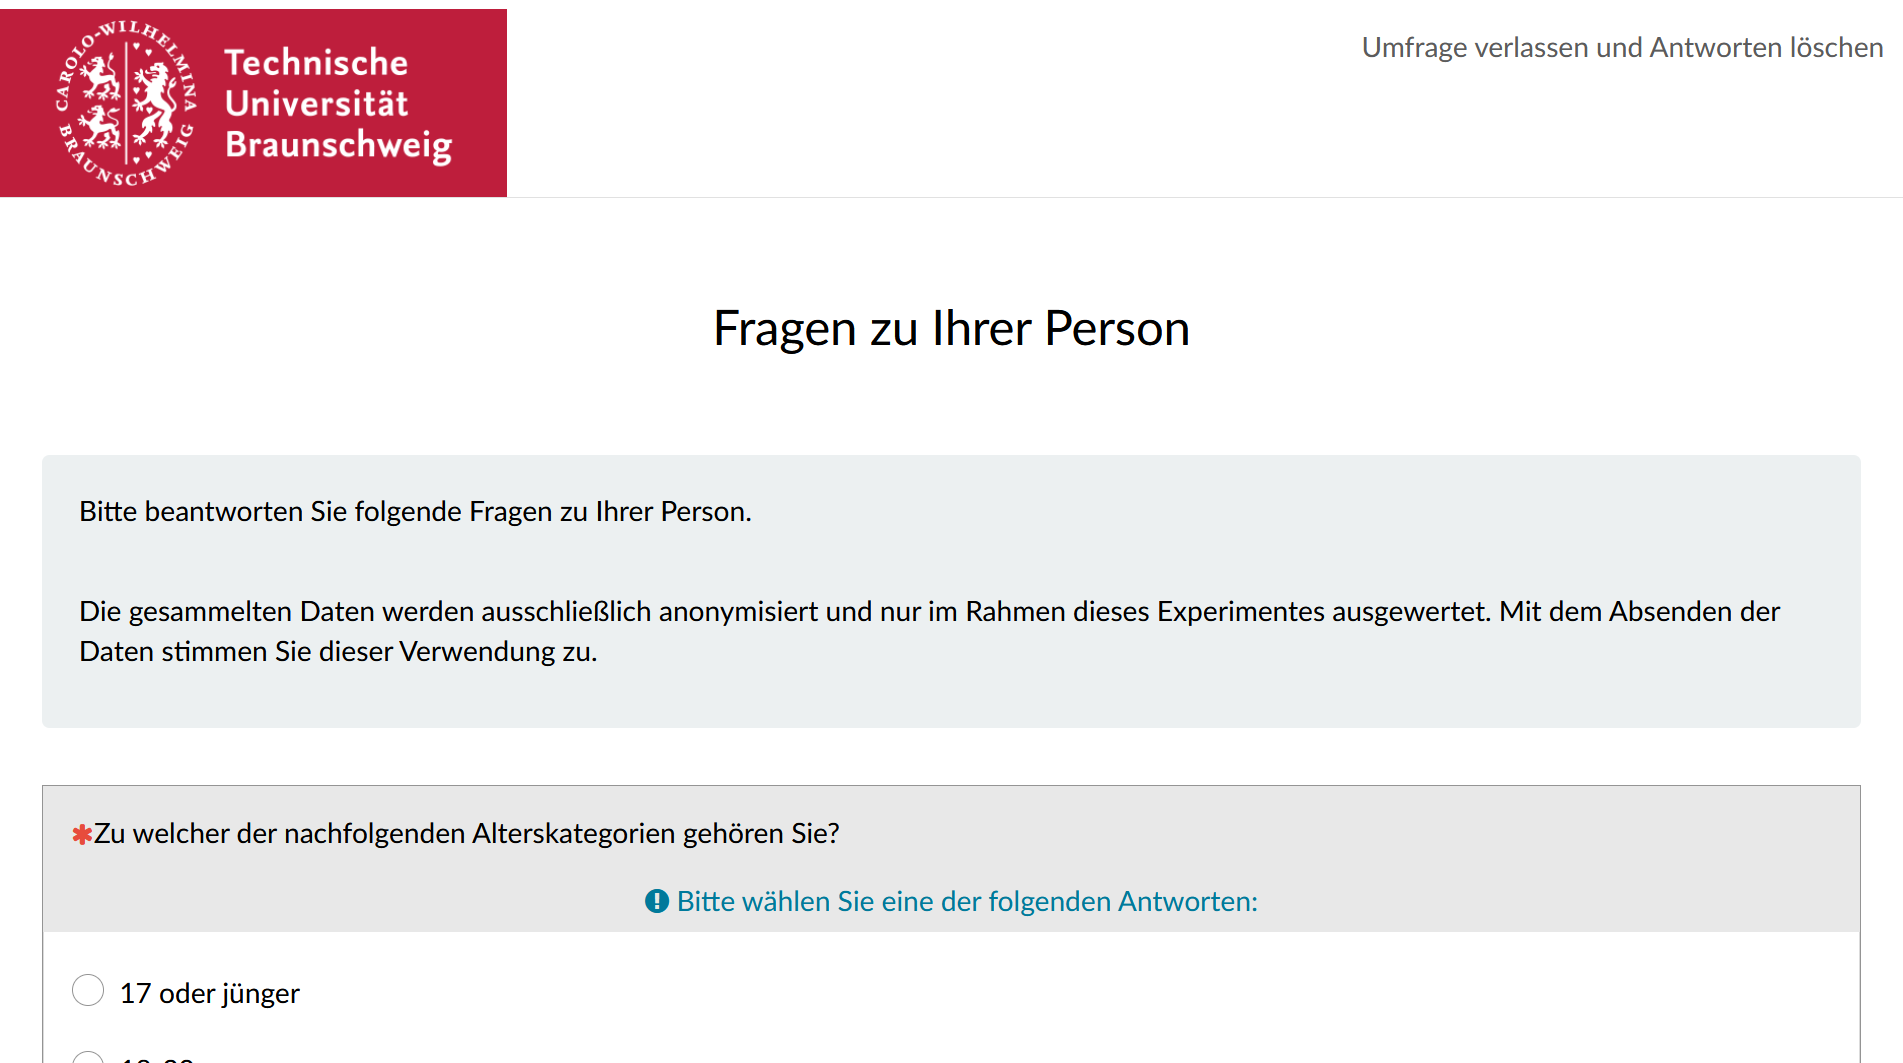 CAROLO-WILHELMINA
BRAUNSCHWEIG
Technische
Universität
Braunschweig
Umfrage verlassen und Antworten löschen
Fragen zu Ihrer Person
Bitte beantworten Sie folgende Fragen zu Ihrer Person.
Die gesammelten Daten werden ausschließlich anonymisiert und nur im Rahmen dieses Experimentes ausgewertet. Mit dem Absenden der
Daten stimmen Sie dieser Verwendung zu.
✱Zu welcher der nachfolgenden Alterskategorien gehören Sie?
Bitte wählen Sie eine der folgenden Antworten:
17 oder jünger